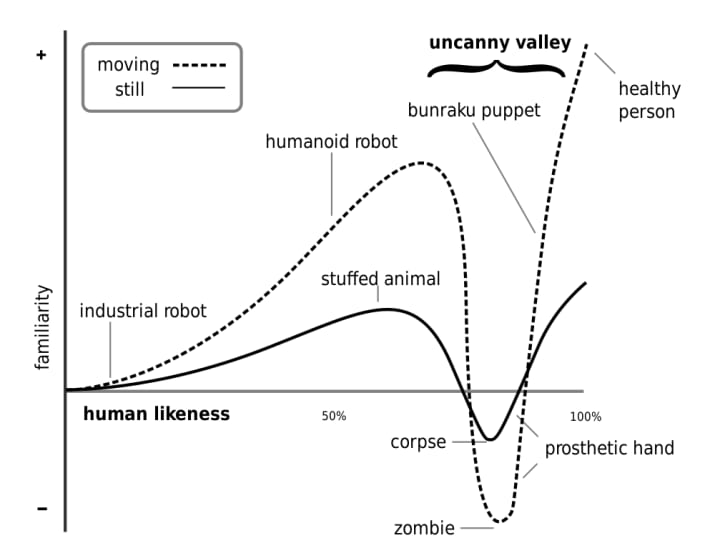 uncanny valley
+
moving
still
healthy
person
bunraku puppet
humanoid robot
stuffed animal
industrial robot
familiarity
human likeness
50%
100%
corpse
prosthetic hand
–
zombie